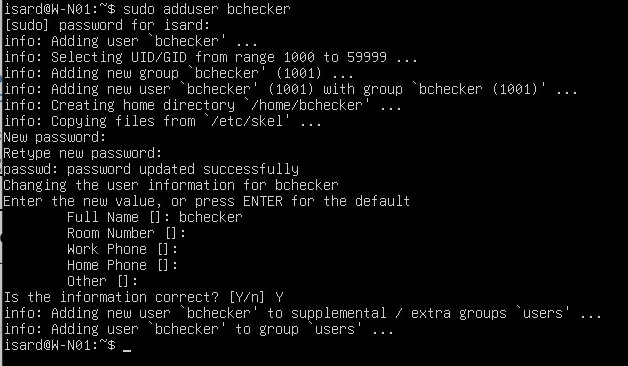 isard@W-N01:~$ sudo adduser bchecker
[sudo] password for isard:
info: Adding user `bchecker' ...
info: Selecting UID/GID from range 1000 to 59999 ...
info: Adding new group `bchecker' (1001) ...
info: Adding new user `bchecker' (1001) with group `bchecker (1001)' ...
info: Creating home directory `/home/bchecker' ...
info: Copying files from `/etc/skel' ...
New password:
Retype new password:
passwd: password updated successfully
Changing the user information for bchecker
Enter the new value, or press ENTER for the default
Full Name []: bchecker
Room Number []:
Work Phone []:
Home Phone []:
Other []:
Is the information correct? [Y/n] Y
info: Adding new user `bchecker' to supplemental / extra groups `users' ...
info: Adding user `bchecker' to group `users' ...
isard@W-N01:~$ _